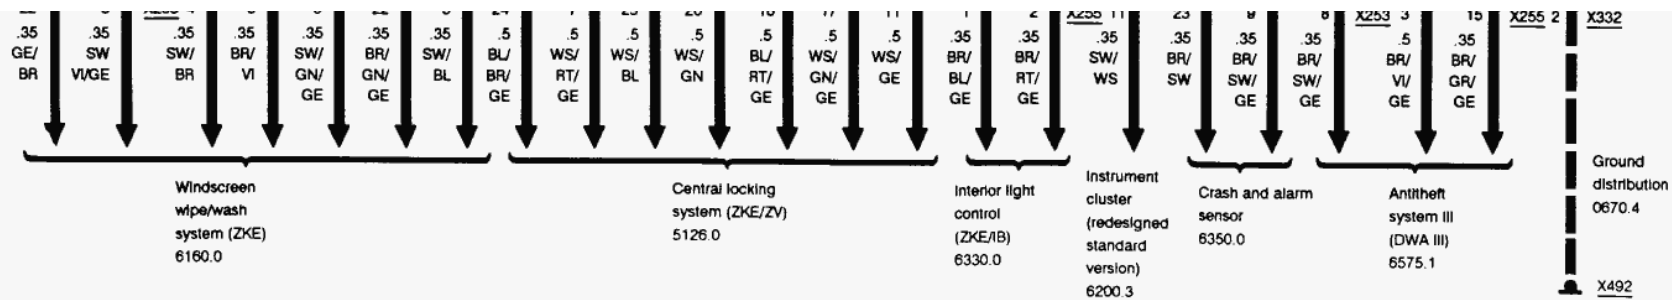 X255 11 23 9 8 X253 3 15 X255 2 X332
.35 .35 .35 .35 .35 .35 .35 .5 .5 .5 .5 .5 .5 .5 .35 .35 .35 .35 .35 .35 .5 .35
GE/ SW SW/ BR/ SW/ BR/ SW/ BL/ WS/ WS/ WS/ BL/ WS/ WS/ BR/ BR/ SW/ BR/ BR/ BR/ BR/ BR/
BR VI/GE BR VI GN/ GN/ BL BR/ RT/ BL GN RT/ GN/ GE BL/ RT/ WS SW SW/ SW/ VI/ GR/
GE GE GE GE GE GE GE GE GE GE GE GE
Windscreen
wipe/wash
system (ZKE)
6160.0
Central locking
system (ZKE/ZV)
5126.0
Interior light
control
(ZKE/IB)
6330.0
Instrument
cluster
(redesigned
standard
version)
6200.3
Crash and alarm
sensor
6350.0
Antitheft
system III
(DWA III)
6575.1
Ground
distribution
0670.4
X492